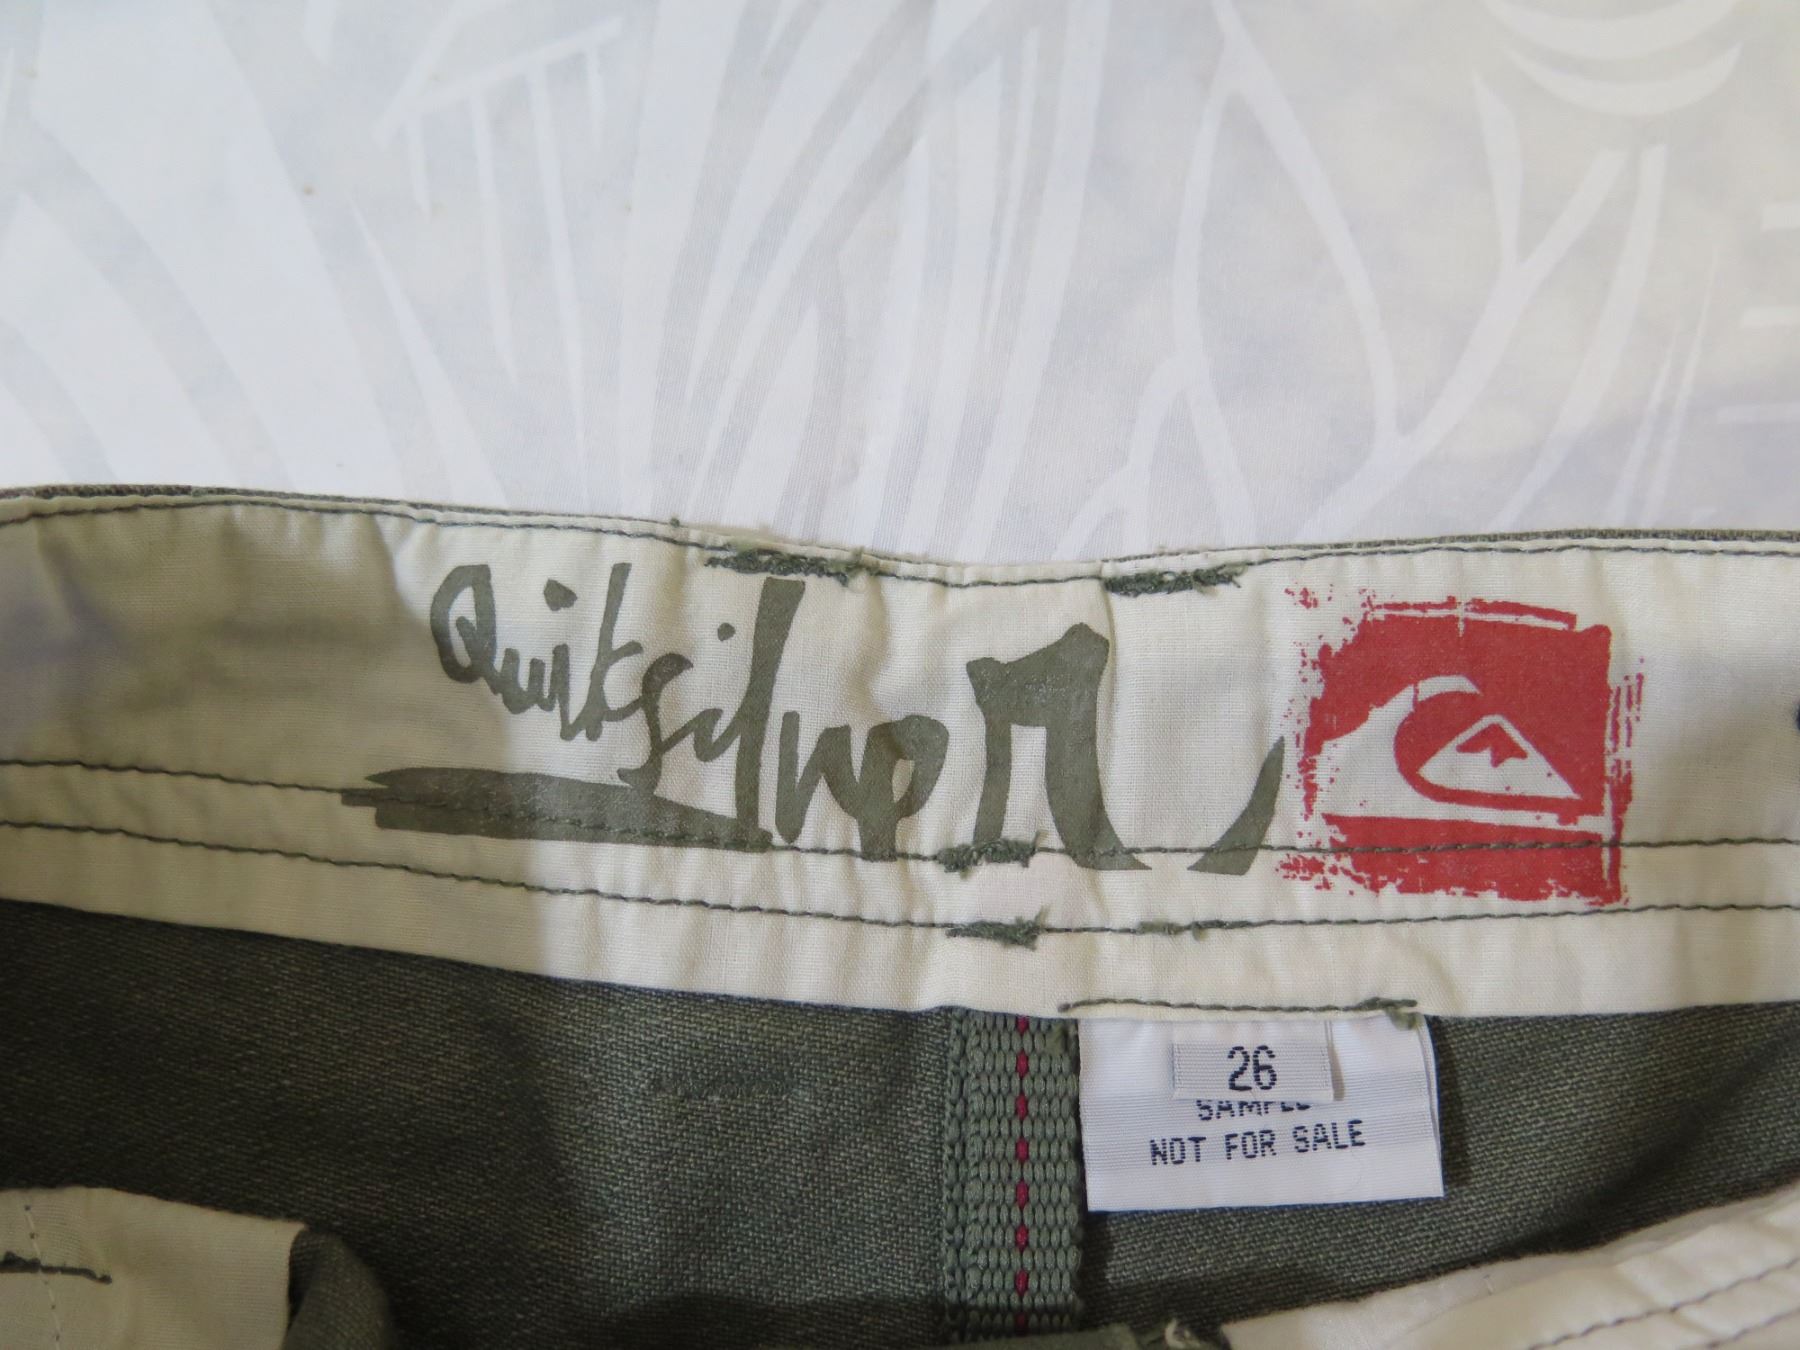 Quiksilver
26
SAMPLE
NOT FOR SALE